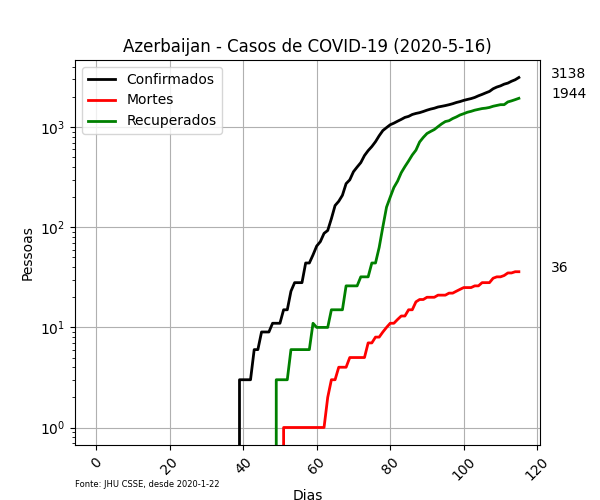 Azerbaijan - Casos de COVID-19 (2020-5-16)
Confirmados
Mortes
Recuperados
3138
1944
36
Pessoas
10³
10²
10¹
10⁰
0
20
40
60
80
100
120
Fonte: JHU CSSE, desde 2020-1-22
Dias